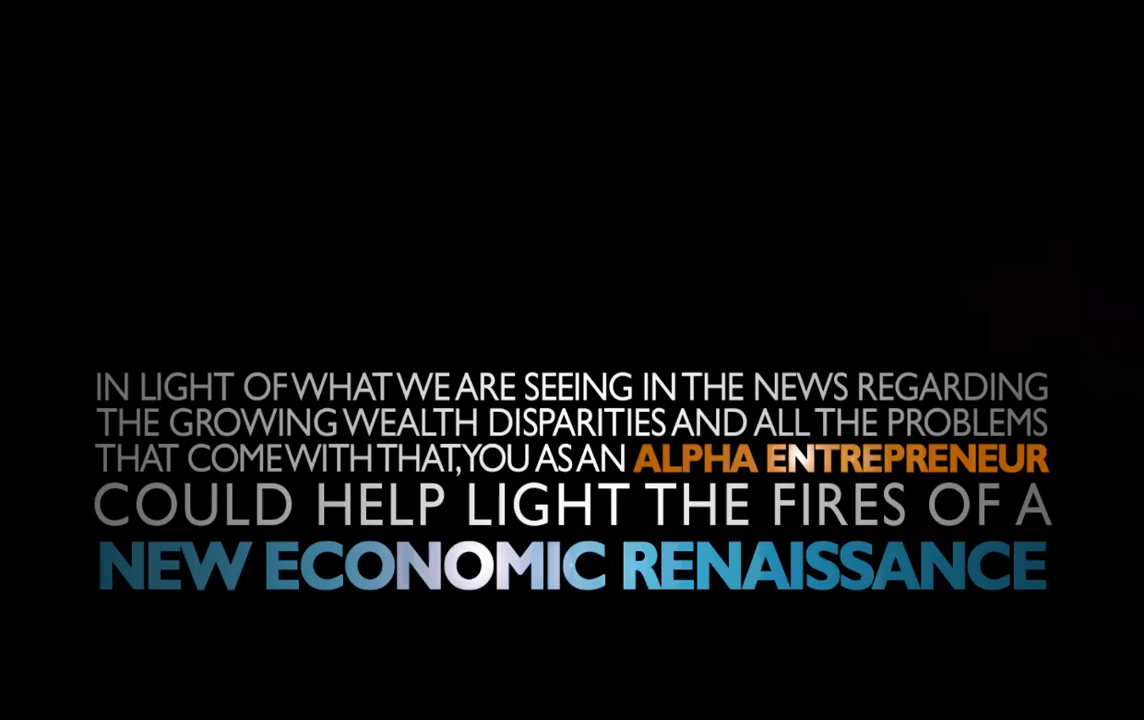 IN LIGHT OF WHAT WE ARE SEEING IN THE NEWS REGARDING
THE GROWING WEALTH DISPARITIES AND ALL THE PROBLEMS
THAT COME WITH THAT, YOU AS AN ALPHA ENTREPRENEUR
COULD HELP LIGHT THE FIRES OF A
NEW ECONOMIC RENAISSANCE